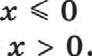 x ⩽ 0
x > 0.